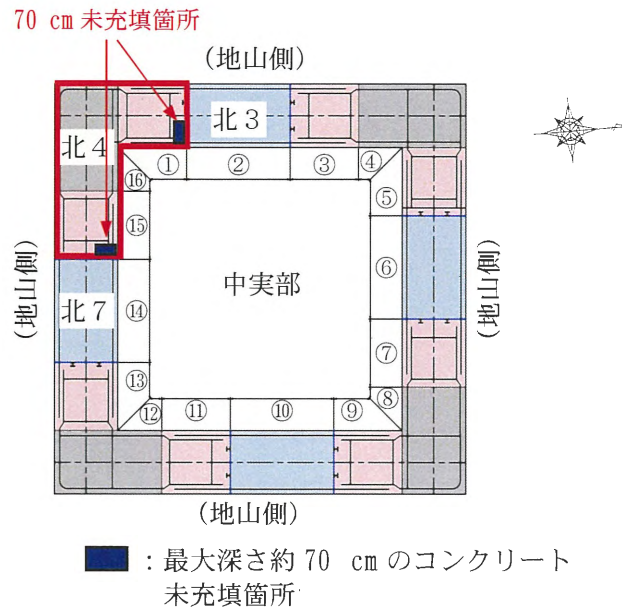 70 cm 未充填箇所
(地山側)
北4
北3
① ② ③ ④
⑯
⑤
⑮
(地山側)
中実部
⑥
(地山側)
北7
⑭
⑦
⑬
⑧
⑫ ⑪ ⑩ ⑨
(地山側)
:最大深さ約 70 cm のコンクリート
未充填箇所